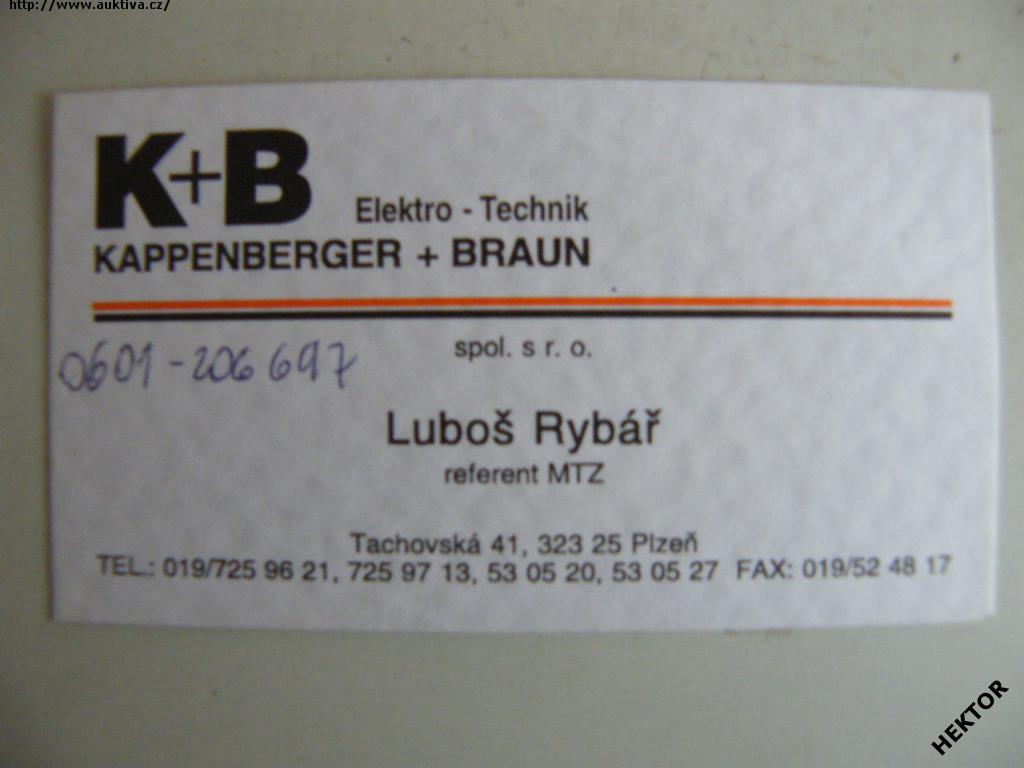 http://www.auktiva.cz/
K+B
Elektro - Technik
KAPPENBERGER + BRAUN
spol. s r. o.
0601-206 697
Luboš Rybář
referent MTZ
Tachovská 41, 323 25 Plzeň
TEL.: 019/725 96 21, 725 97 13, 53 05 20, 53 05 27 FAX: 019/52 48 17
HEKTOR